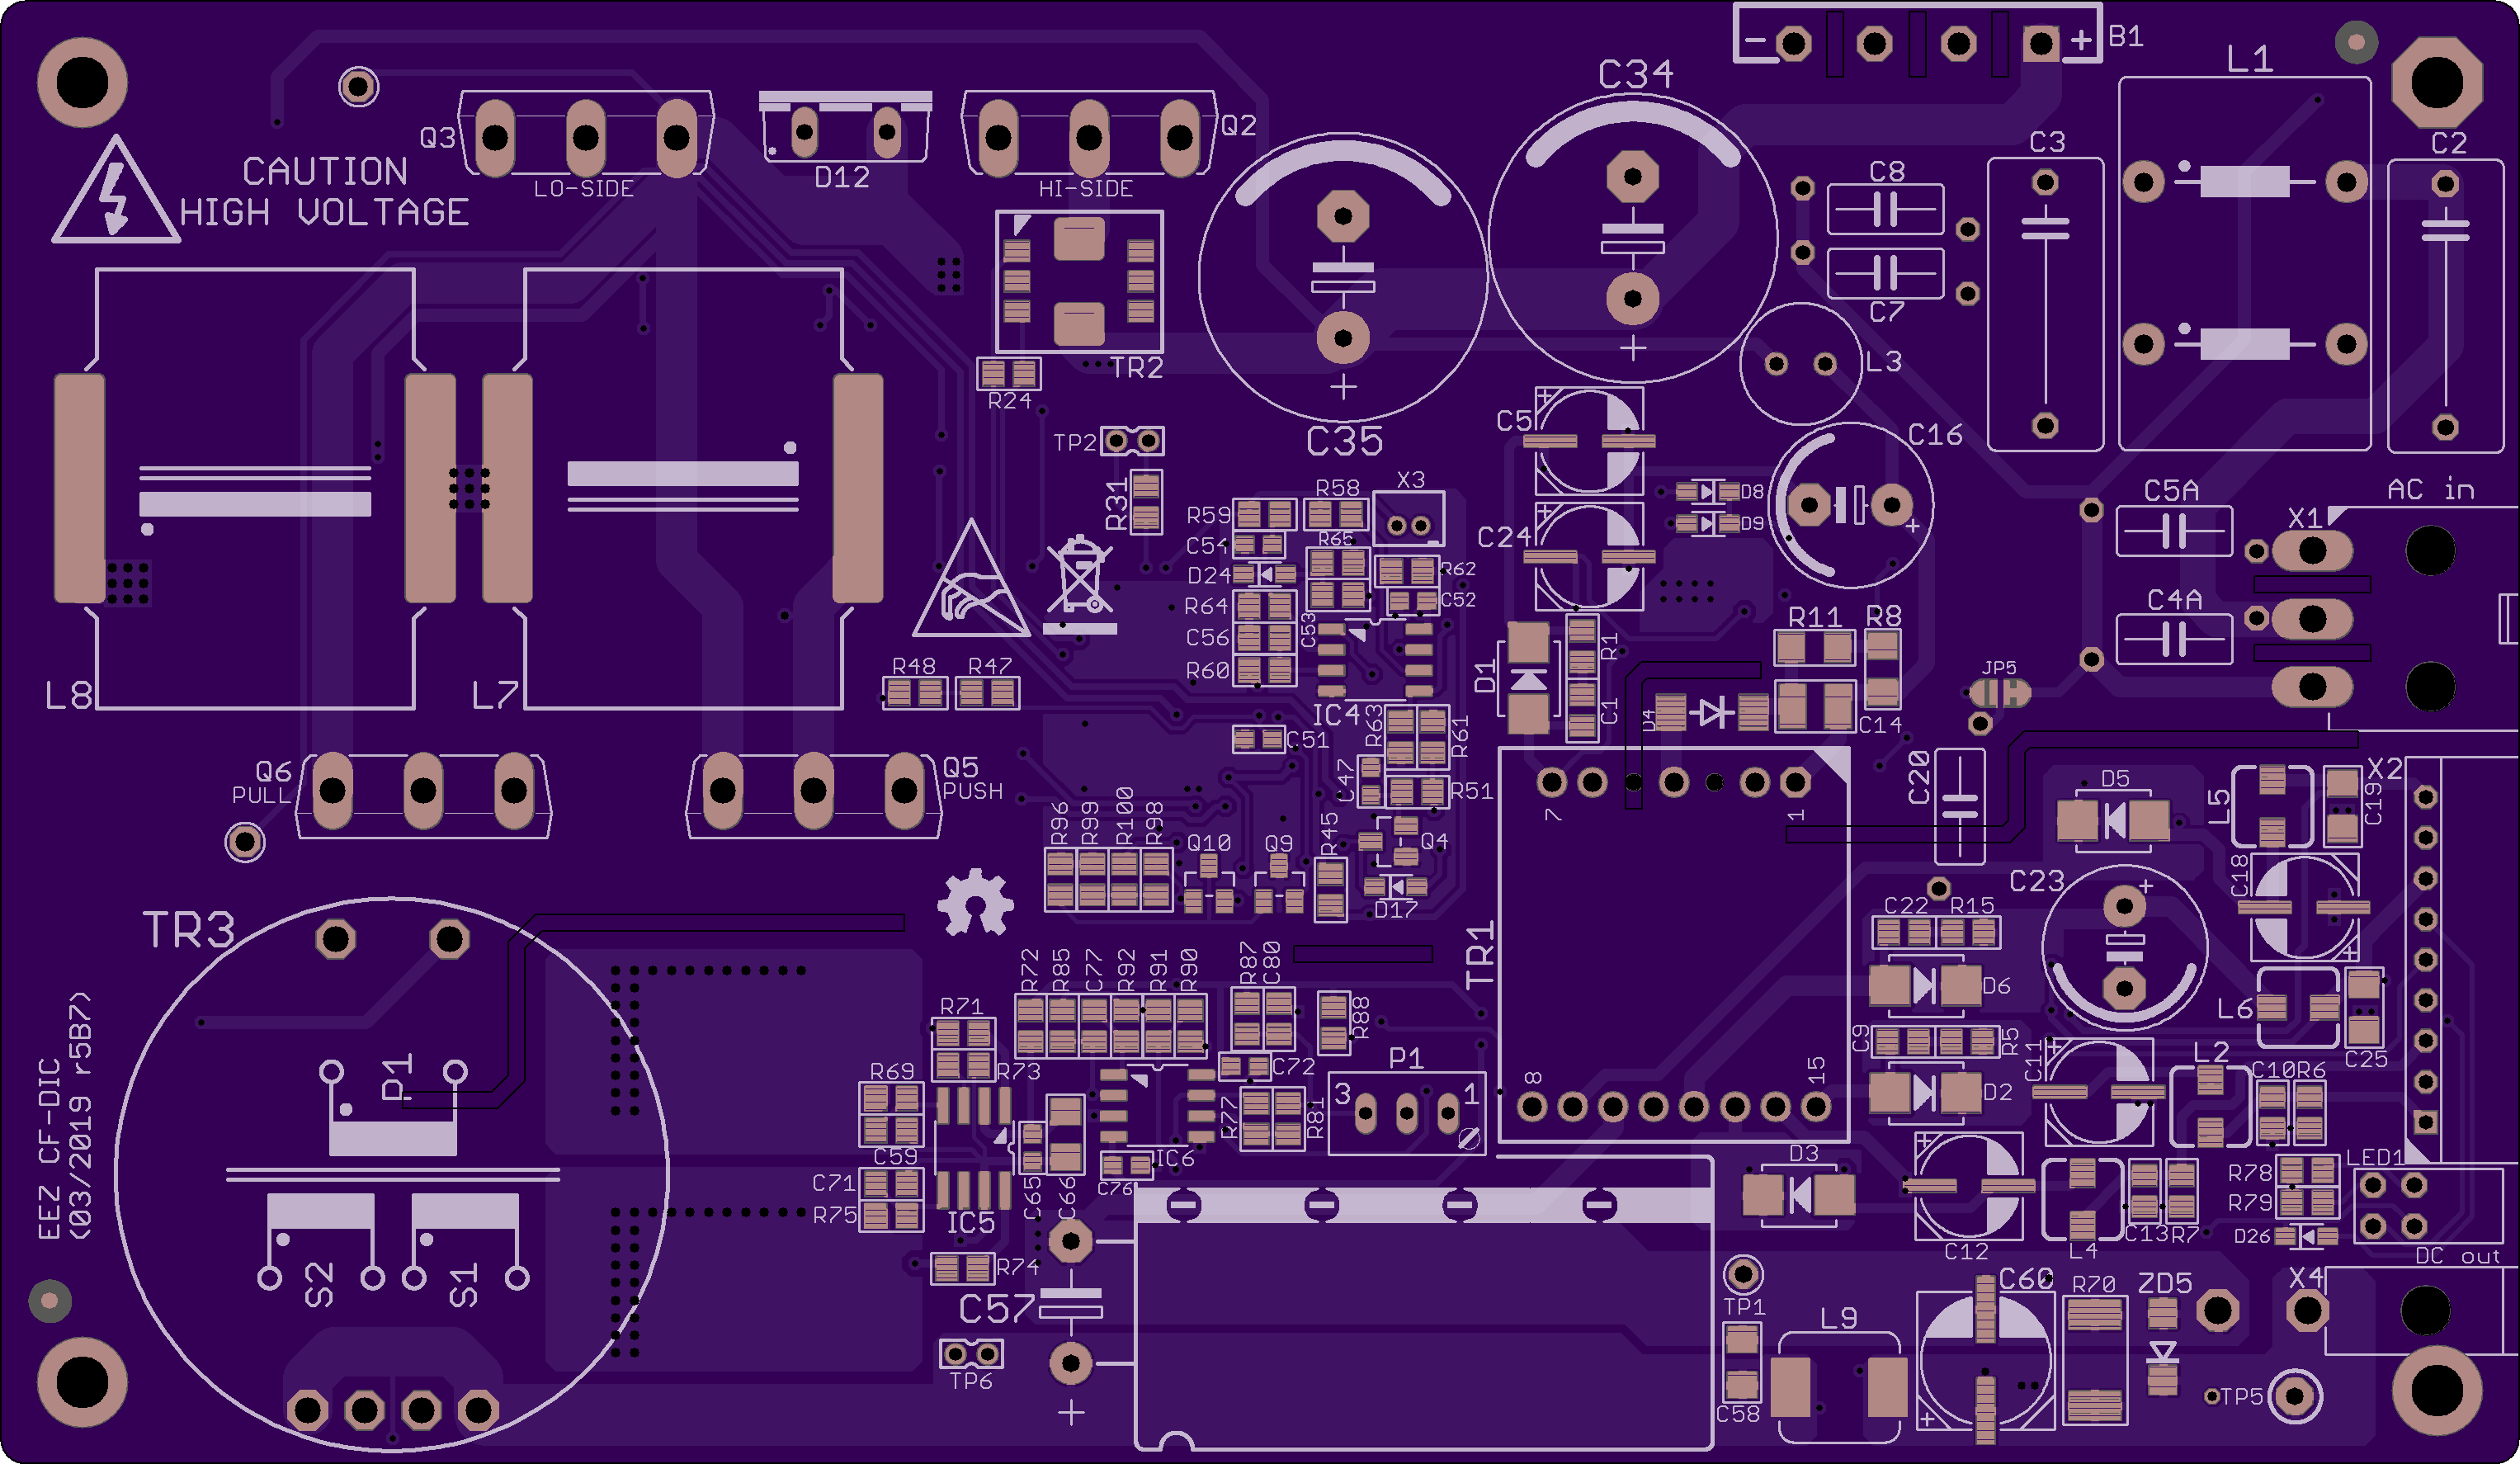 - + B1
L1
C34
Q3
Q2
C3
C2
CAUTION
HIGH VOLTAGE
LO-SIDE
D12
HI-SIDE
C8
C7
TR2
L3
R24
+
+
C5
C35
C16
TP2
R31
X3
R58
R59
C54
R65
C24
D8
D9
C5A
AC in
X1
D24
R62
R64
C52
C53
C56
R60
C4A
R11
R8
R1
D1
JP5
R48
R47
L8
L7
IC4
R63
R61
C1
D4
C14
C51
Q6
PULL
Q5
PUSH
C47
R51
C20
D5
L5
X2
C19
7
1
R96
R99
R100
R98
Q10
Q9
R45
Q4
D17
C18
C23
TR3
C22
R15
TR1
R72
R85
C77
R92
R91
R90
R87
C80
R88
D6
L6
C25
R71
R73
R69
P1
P1
3
1
C72
C9
R5
C11
L2
C10
R6
8
15
D2
R77
R81
C59
IC6
C76
C65
C66
C71
R75
IC5
R74
D3
C12
L4
C13
R7
R78
R79
D26
LED1
DC out
EEZ CF-DIC
(03/2019 r5B7)
S2
S1
C57
+
TP6
TP1
C58
L9
C60
R70
ZD5
X4
TP5